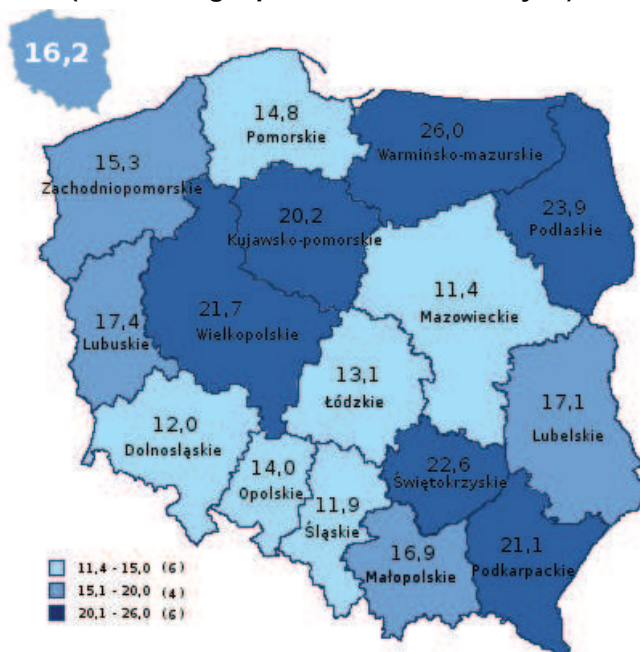 16,2
14,8
Pomorskie
26,0
Warmińsko-mazurskie
15,3
Zachodniopomorskie
20,2
Kujawsko-pomorskie
23,9
Podlaskie
11,4
Mazowieckie
21,7
Wielkopolskie
17,4
Lubuskie
13,1
Łódzkie
17,1
Lubelskie
12,0
Dolnośląskie
14,0
Opolskie
22,6
Świętokrzyskie
11,9
Śląskie
16,9
Małopolskie
21,1
Podkarpackie
11,4 - 15,0 (6)
15,1 - 20,0 (4)
20,1 - 26,0 (6)